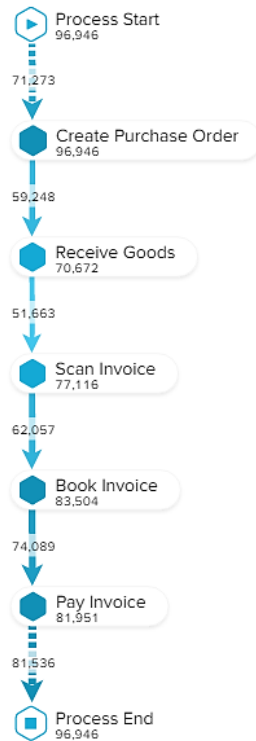 Process Start
96,946
71,273
Create Purchase Order
96,946
59,248
Receive Goods
70,672
51,663
Scan Invoice
77,116
62,057
Book Invoice
83,504
74,089
Pay Invoice
81,951
81,536
Process End
96,946